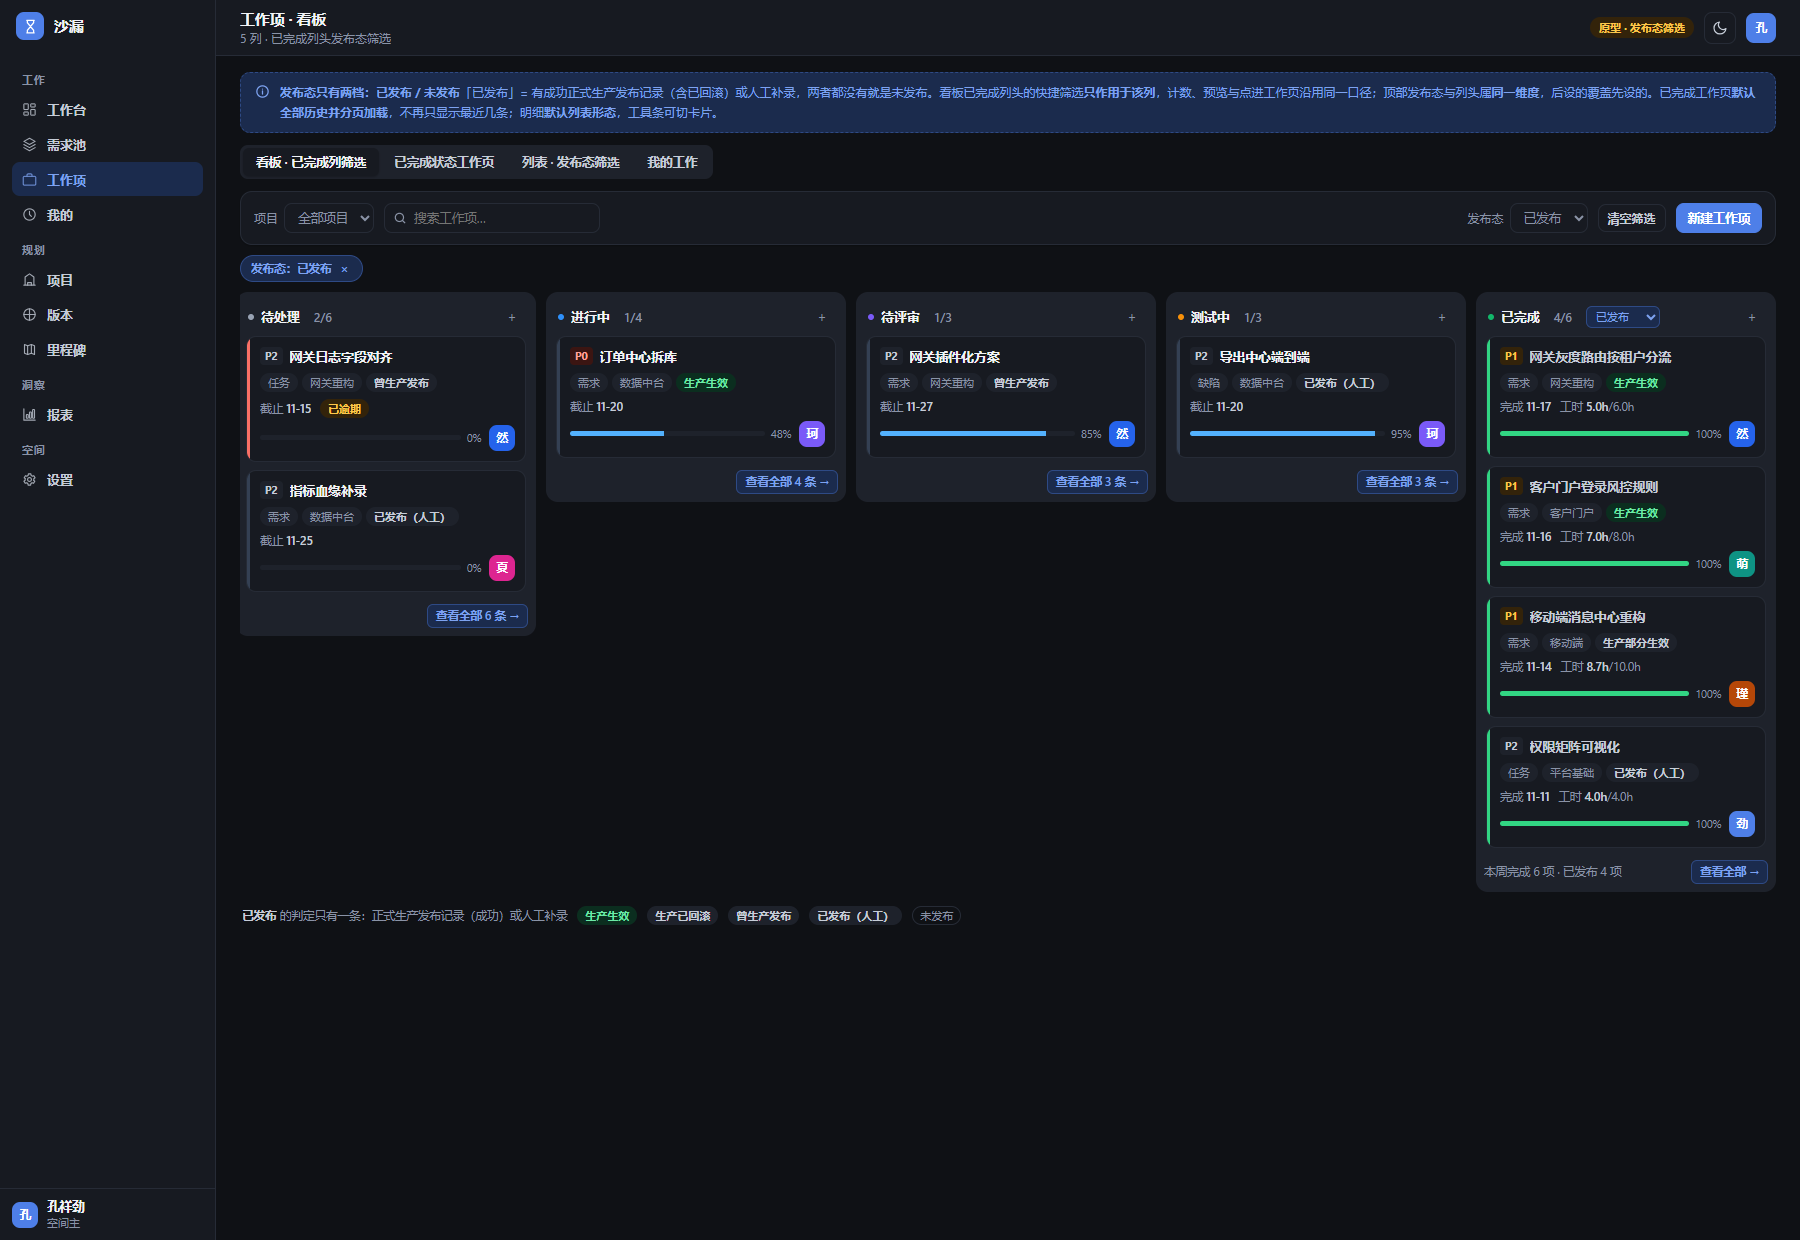 沙漏
工作
工作台
需求池
工作项
我的
规划
项目
版本
里程碑
洞察
报表
空间
设置
孔祥劲
空间主
孔
工作项 · 看板
5 列 · 已完成列头发布态筛选
原型 · 发布态筛选
孔
发布态只有两档：已发布 / 未发布「已发布」= 有成功正式生产发布记录（含已回滚）或人工补录，两者都没有就是未发布。看板已完成列头的快捷筛选只作用于该列，计数、预览与点进工作页沿用同一口径；顶部发布态与列头属同一维度，后设的覆盖先设的。已完成工作页默认
全部历史并分页加载，不再只显示最近几条；明细默认列表形态，工具条可切卡片。
看板 · 已完成列筛选
已完成状态工作页
列表 · 发布态筛选
我的工作
项目
全部项目
搜索工作项...
发布态
已发布
清空筛选
新建工作项
发布态：已发布 ×
待处理 2/6 +
P2 网关日志字段对齐
任务 网关重构 曾生产发布
截止 11-15 已逾期
0% 然
P2 指标血缘补录
需求 数据中台 已发布（人工）
截止 11-25
0% 夏
查看全部 6 条 →
进行中 1/4 +
P0 订单中心拆库
需求 数据中台 生产生效
截止 11-20
48% 珂
查看全部 4 条 →
待评审 1/3 +
P2 网关插件化方案
需求 网关重构 曾生产发布
截止 11-27
85% 然
查看全部 3 条 →
测试中 1/3 +
P2 导出中心端到端
缺陷 数据中台 已发布（人工）
截止 11-20
95% 珂
查看全部 3 条 →
已完成 4/6 已发布 +
P1 网关灰度路由按租户分流
需求 网关重构 生产生效
完成 11-17 工时 5.0h/6.0h
100% 然
P1 客户门户登录风控规则
需求 客户门户 生产生效
完成 11-16 工时 7.0h/8.0h
100% 萌
P1 移动端消息中心重构
需求 移动端 生产部分生效
完成 11-14 工时 8.7h/10.0h
100% 瑾
P2 权限矩阵可视化
任务 平台基础 已发布（人工）
完成 11-11 工时 4.0h/4.0h
100% 劲
本周完成 6 项 · 已发布 4 项 查看全部 →
已发布 的判定只有一条：正式生产发布记录（成功）或人工补录 生产生效 生产已回滚 曾生产发布 已发布（人工） 未发布